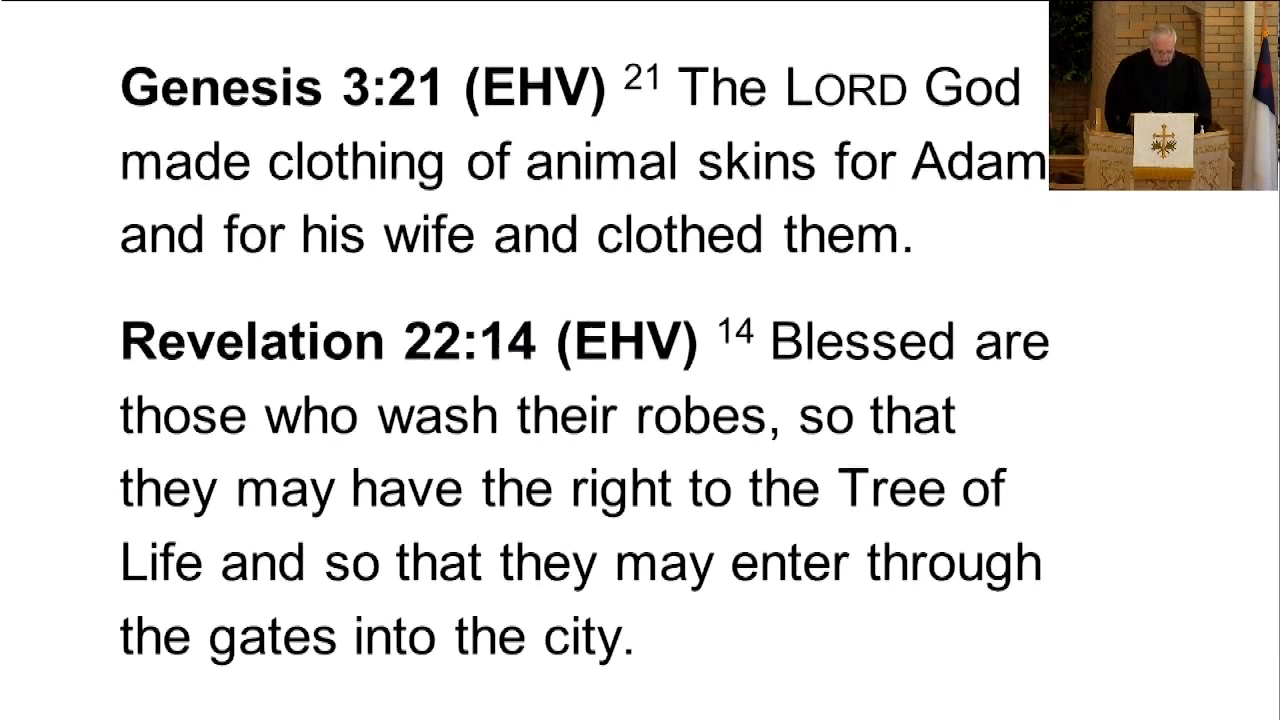 Genesis 3:21 (EHV) 21 The LORD God
made clothing of animal skins for Adam
and for his wife and clothed them.
Revelation 22:14 (EHV) 14 Blessed are
those who wash their robes, so that
they may have the right to the Tree of
Life and so that they may enter through
the gates into the city.